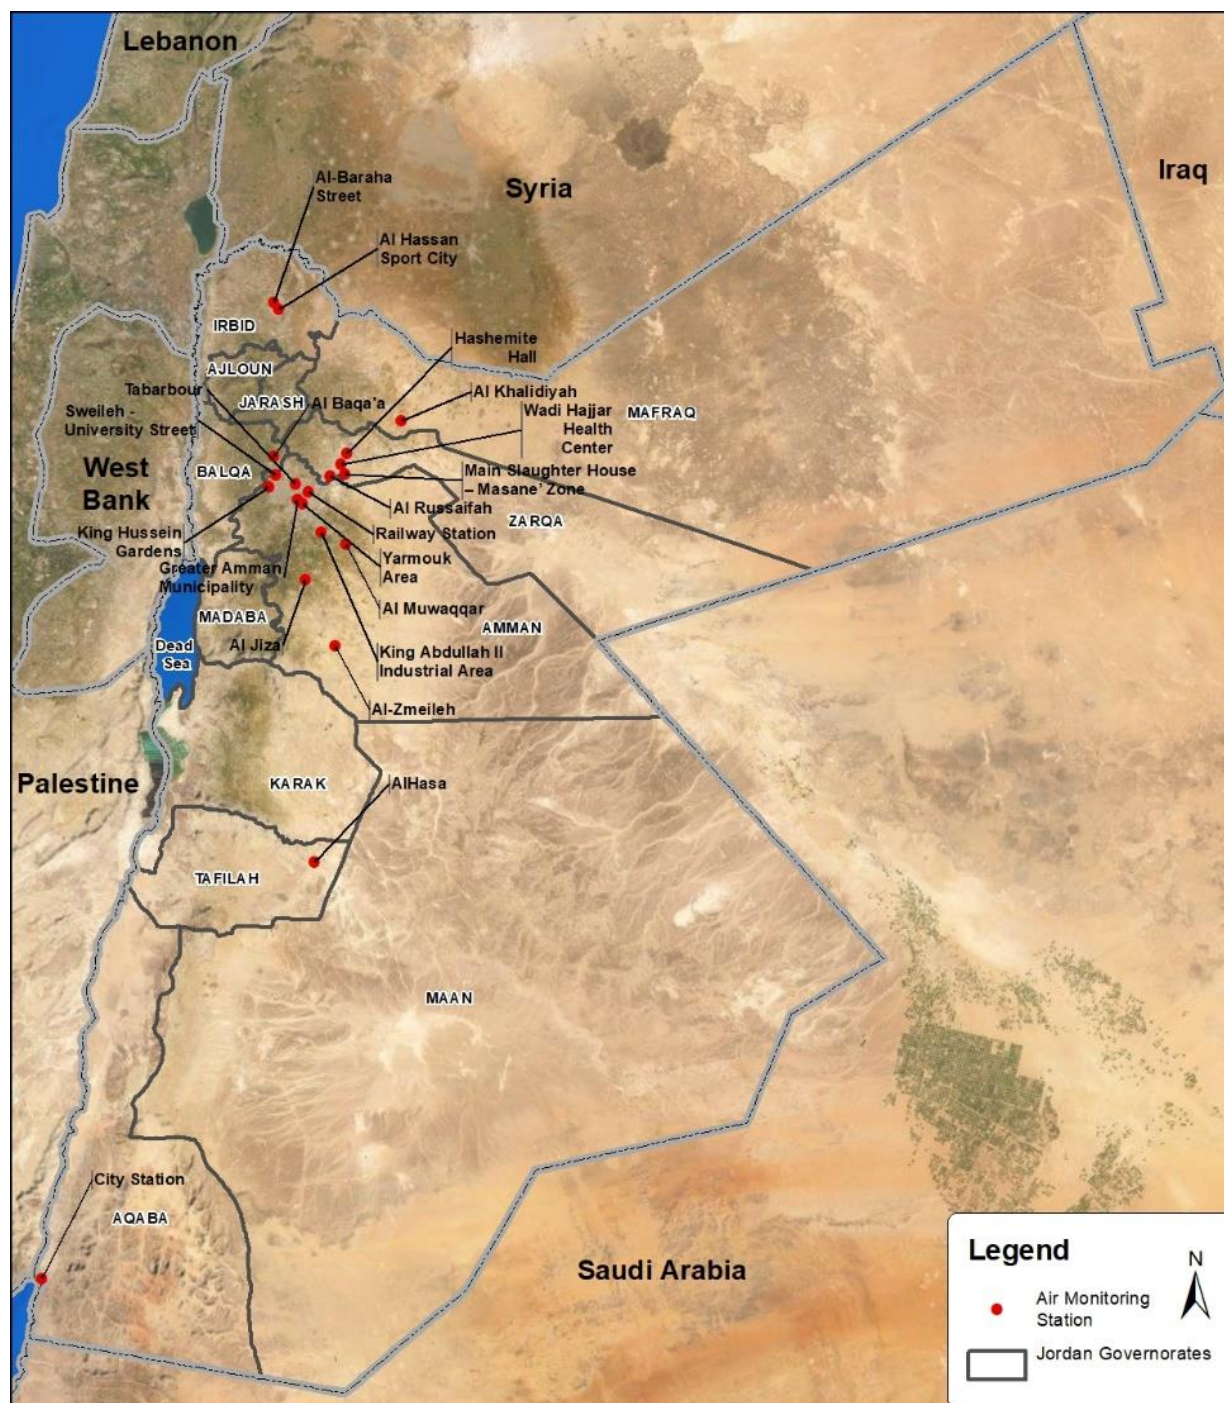 Lebanon
Iraq
Syria
Al-Baraha
Street
Al Hassan
Sport City
IRBID
Hashemite
Hall
AJLOUN
Tabarbour
JARASH
Al Baqa'a
Al Khalidiyah
Wadi Hajjar
Health
Center
MAFRAQ
Sweileh -
University Street
West
Bank
BALQA
Main Slaughter House
– Masane’ Zone
Al Russaifah
ZARQA
King Hussein
Gardens
Railway Station
Greater Amman
Municipality
Yarmouk
Area
MADABA
Al Muwaqqar
AMMAN
Dead
Sea
Al Jiza
King Abdullah II
Industrial Area
Al-Zmeileh
Palestine
KARAK
AlHasa
TAFILAH
MAAN
City Station
AQABA
Saudi Arabia
Legend
N
Air Monitoring
Station
Jordan Governorates